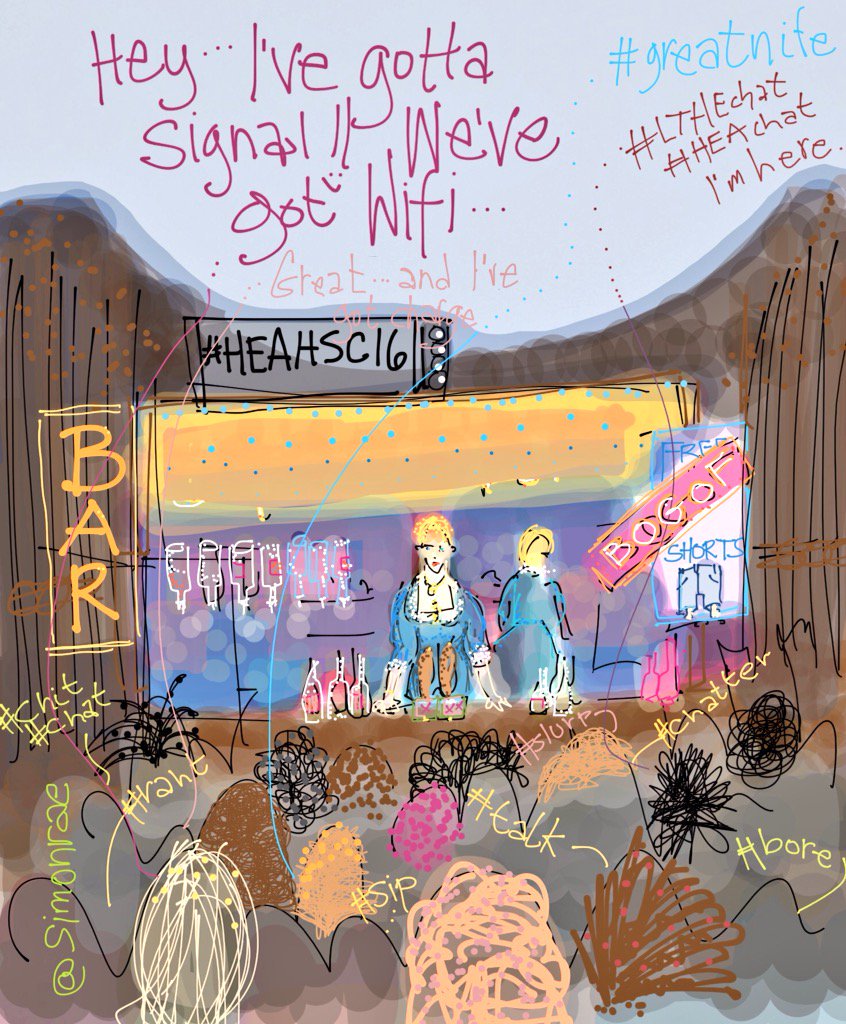 Hey... I've gotta
signal!! We've
got Wifi...
#greatnife
#LTHEchat
#HEAchat
I'm here.
Great... and I've
got charge
#HEAHSC16
BAR
FREE
BOGOF
SHORTS
#chit
#chat
#rant
#slurp
#chatter
#talk
#bore
#sip
@simonrae